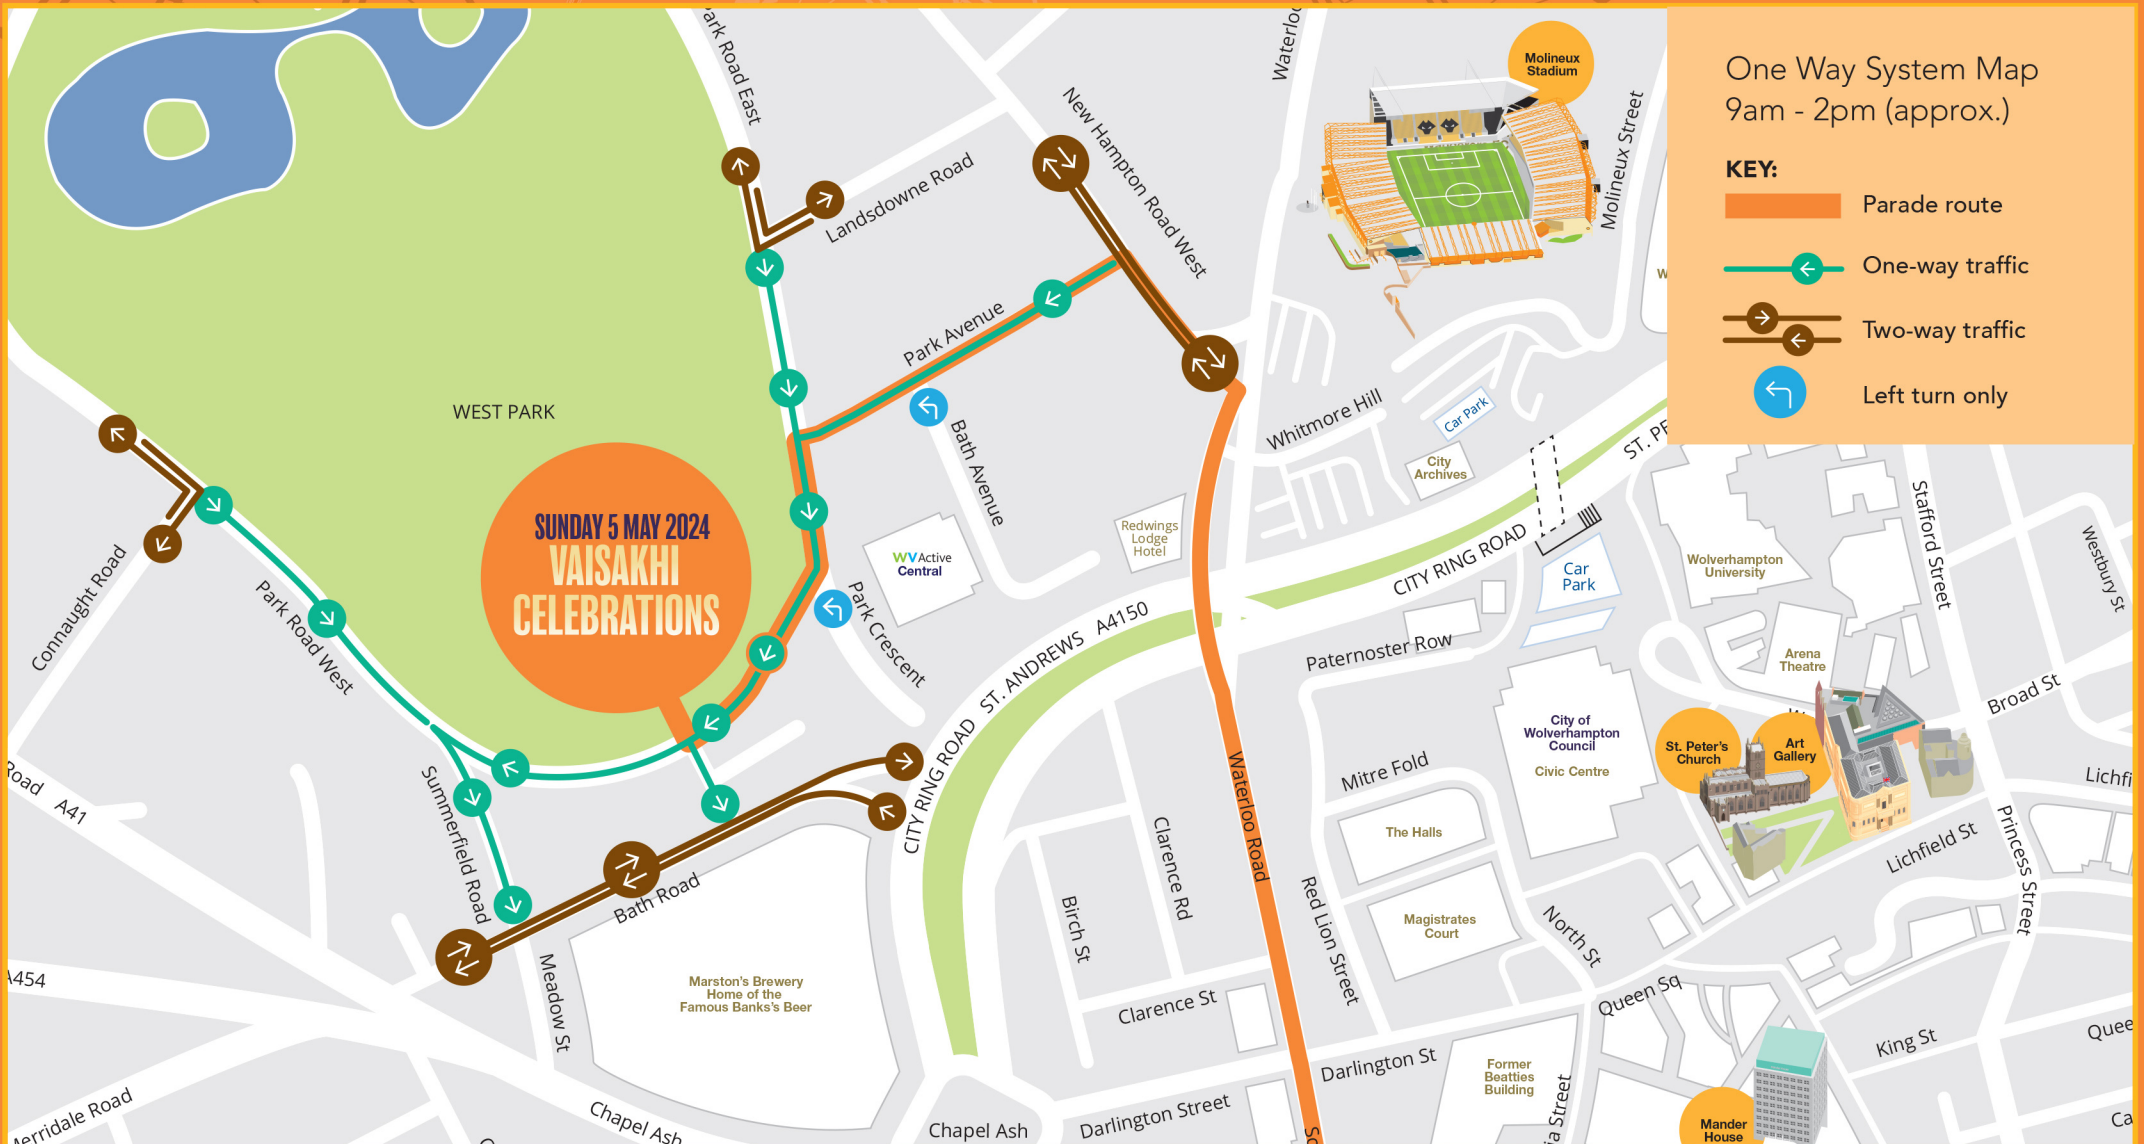 One Way System Map
9am - 2pm (approx.)
KEY:
Parade route
One-way traffic
Two-way traffic
Left turn only
Molineux
Stadium
Molineux Street
New Hampton Road West
Landsdowne Road
Park Avenue
Bath Avenue
WEST PARK
SUNDAY 5 MAY 2024
VAISAKHI
CELEBRATIONS
WVActive
Central
Park Crescent
Redwings
Lodge
Hotel
Whitmore Hill
Car Park
City
Archives
CITY RING ROAD
Car
Park
Wolverhampton
University
Stafford Street
Westbury St
Arena
Theatre
Broad St
Connaught Road
Park Road West
CITY RING ROAD
ST. ANDREWS
A4150
Paternoster Row
City of
Wolverhampton
Council
Civic Centre
St. Peter's
Church
Art
Gallery
Mitre Fold
The Halls
Magistrates
Court
Waterloo Road
Red Lion Street
North St
Lichfield St
Princess Street
Road A41
Summerfield Road
Bath Road
Clarence Rd
Birch St
Clarence St
A454
Meadow St
Marston's Brewery
Home of the
Famous Banks's Beer
Queen Sq
King St
Darlington St
Former
Beatties
Building
Merridale Road
Chapel Ash
Chapel Ash
Darlington Street
Mander
House